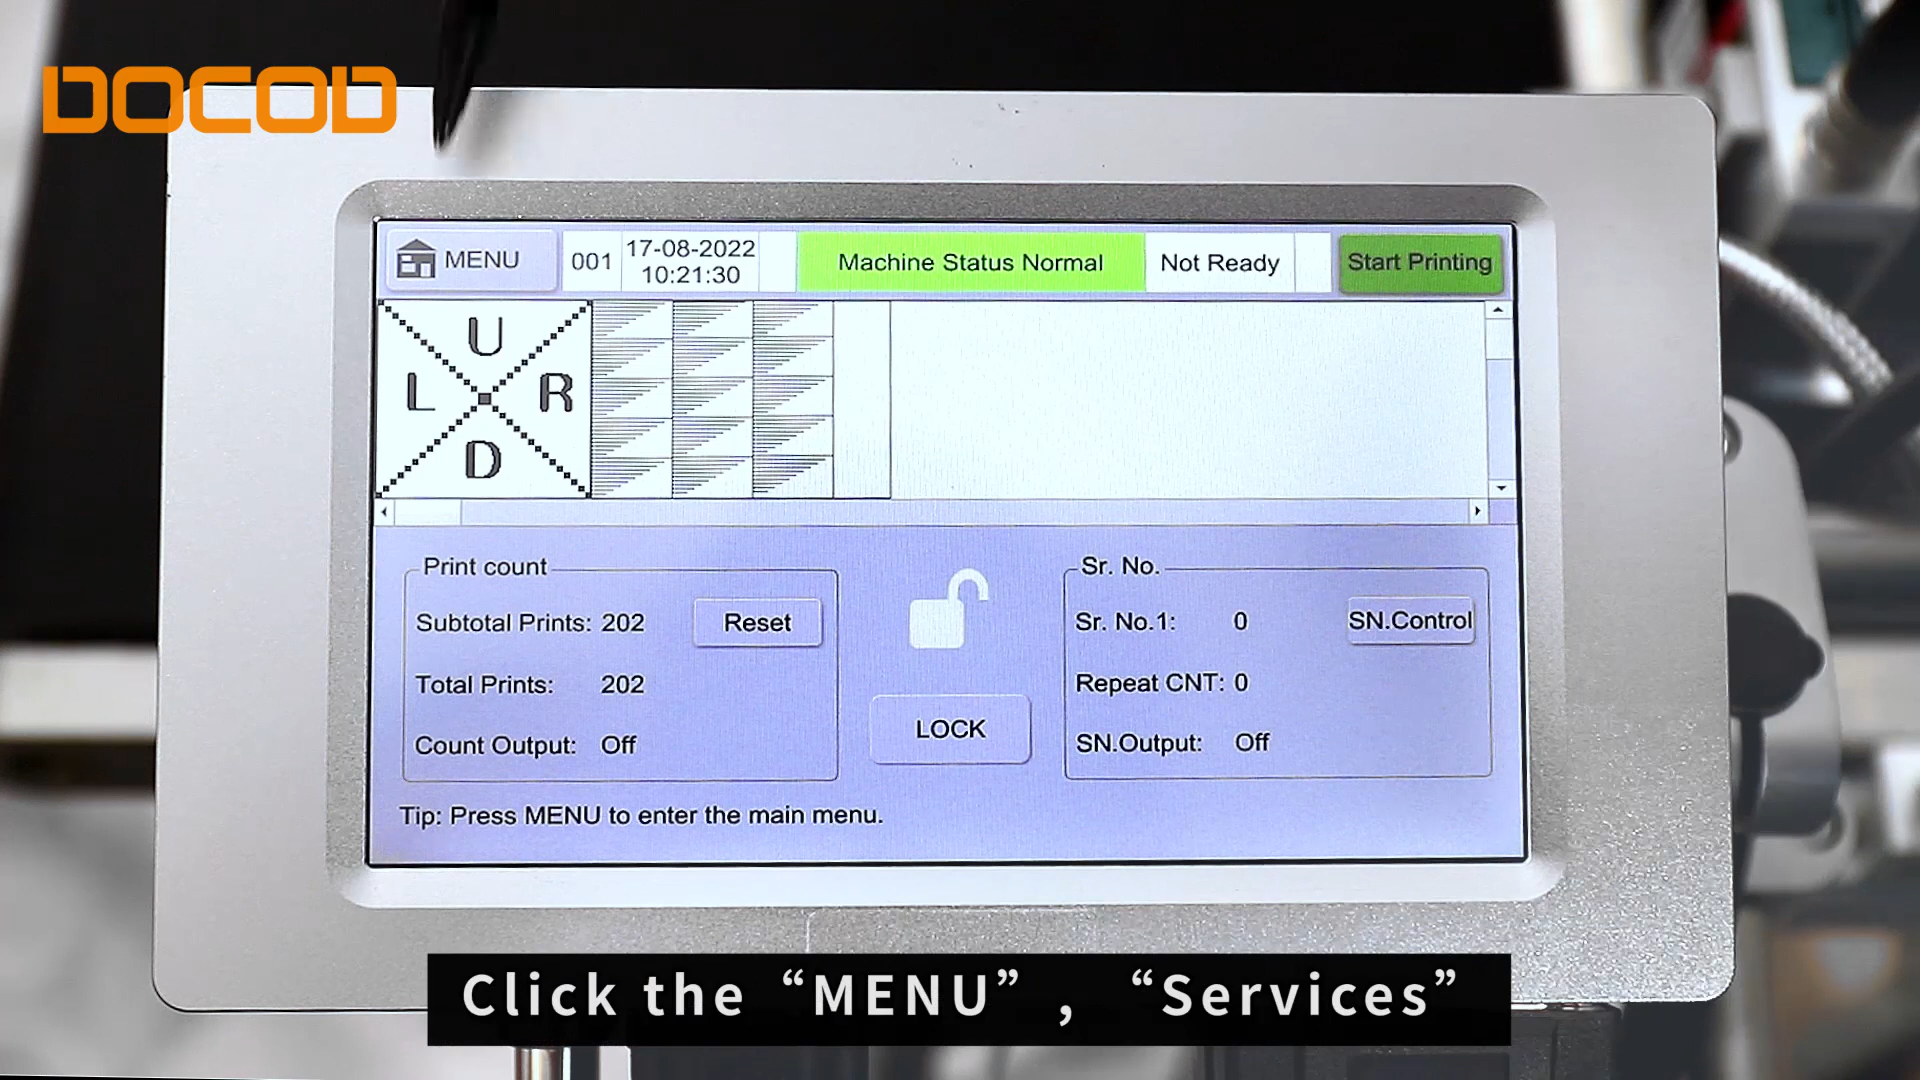 DOCOD
MENU
001
17-08-2022
10:21:30
Machine Status Normal
Not Ready
Start Printing
U
L R
D
Print count
Subtotal Prints: 202
Reset
Total Prints: 202
Count Output: Off
LOCK
Sr. No.
Sr. No.1: 0
SN.Control
Repeat CNT: 0
SN.Output: Off
Tip: Press MENU to enter the main menu.
Click the “MENU”, “Services”